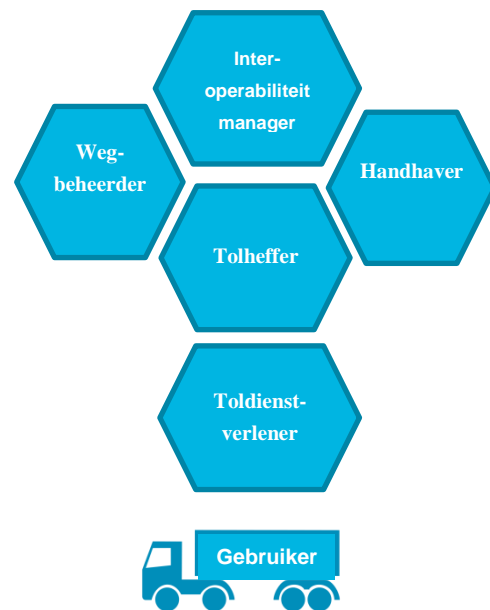 Inter-
operabiliteit
manager
Weg-
beheerder
Handhaver
Tolheffer
Toldienst-
verlener
Gebruiker